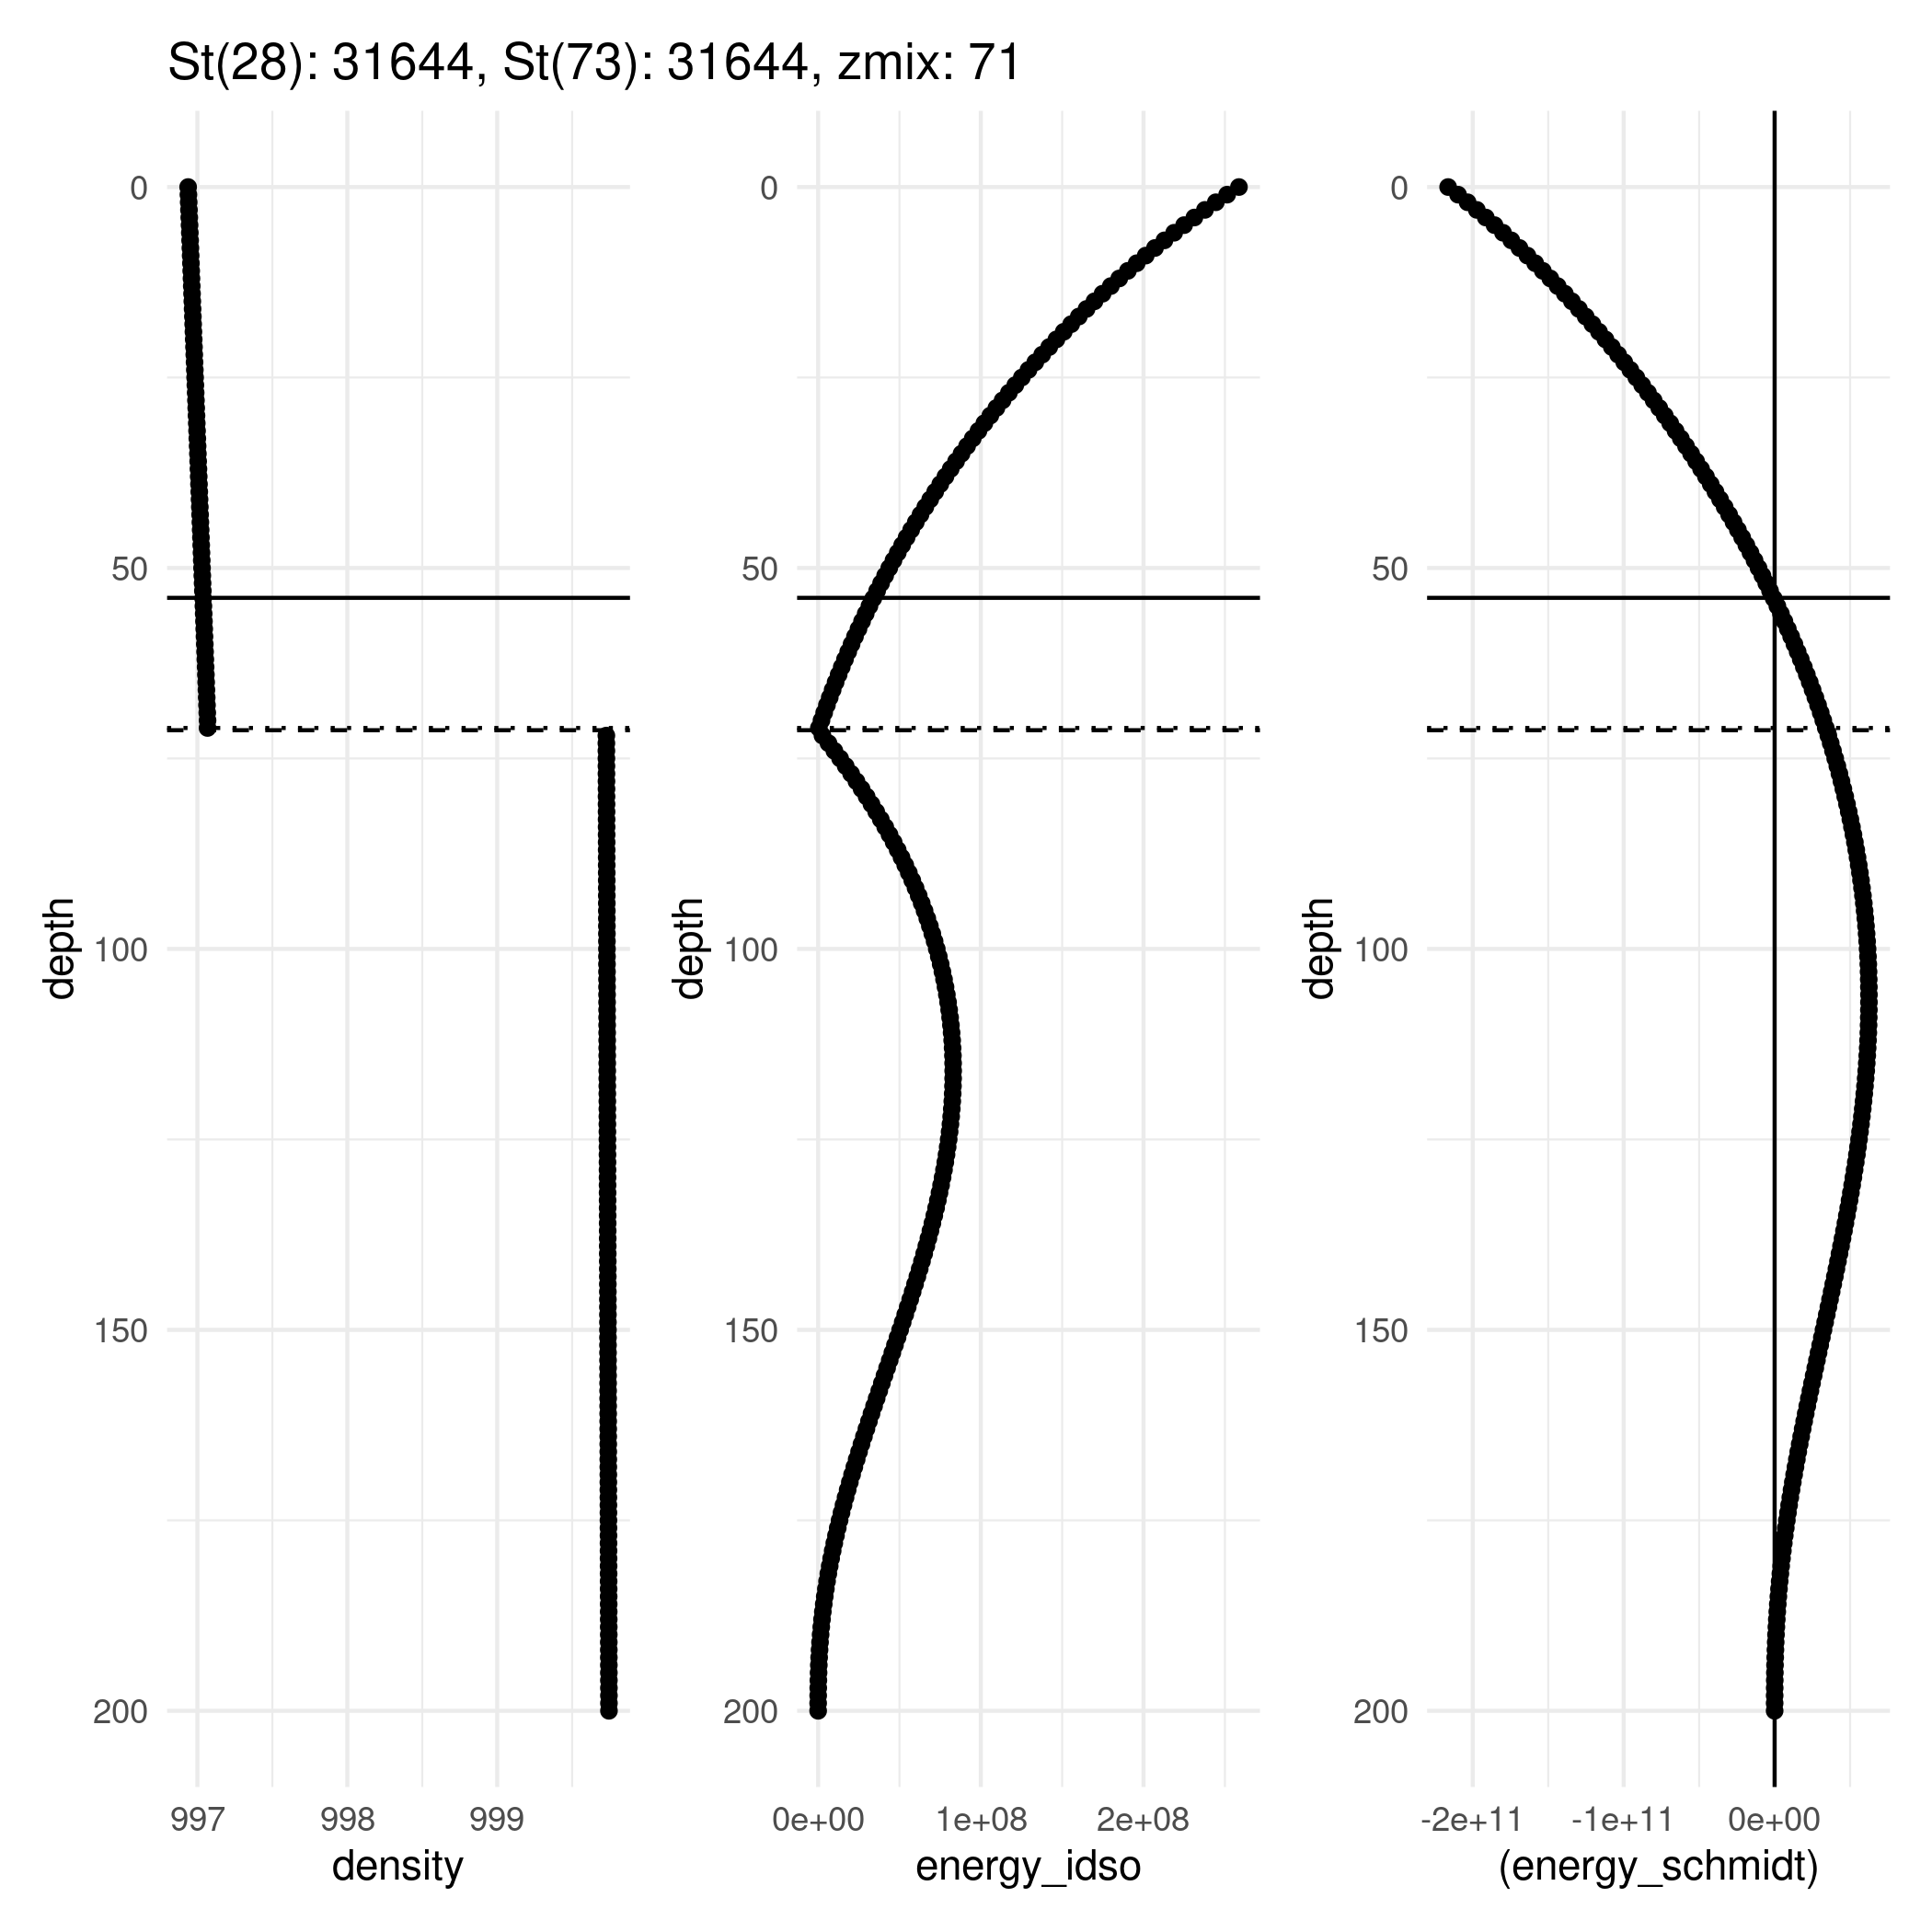 St(28): 31644, St(73): 31644, zmix: 71
0
50
100
150
200
depth
997
998
999
density
0
50
100
150
200
depth
0e+00
1e+08
2e+08
energy_idso
0
50
100
150
200
depth
-2e+11
-1e+11
0e+00
(energy_schmidt)